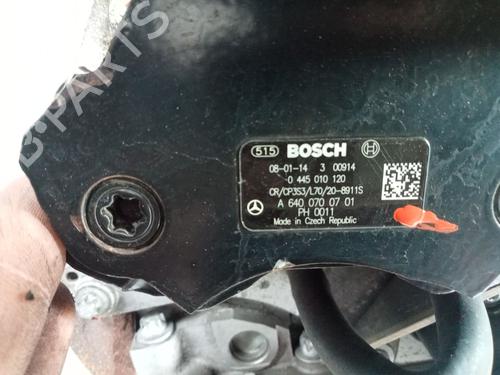 B-PARTS
515 BOSCH
08-01-14 3 00914
0 445 010 120
CR/CP3S3/L70/20-8911S
A 640 070 07 01
PH 0011
Made in Czech Republic